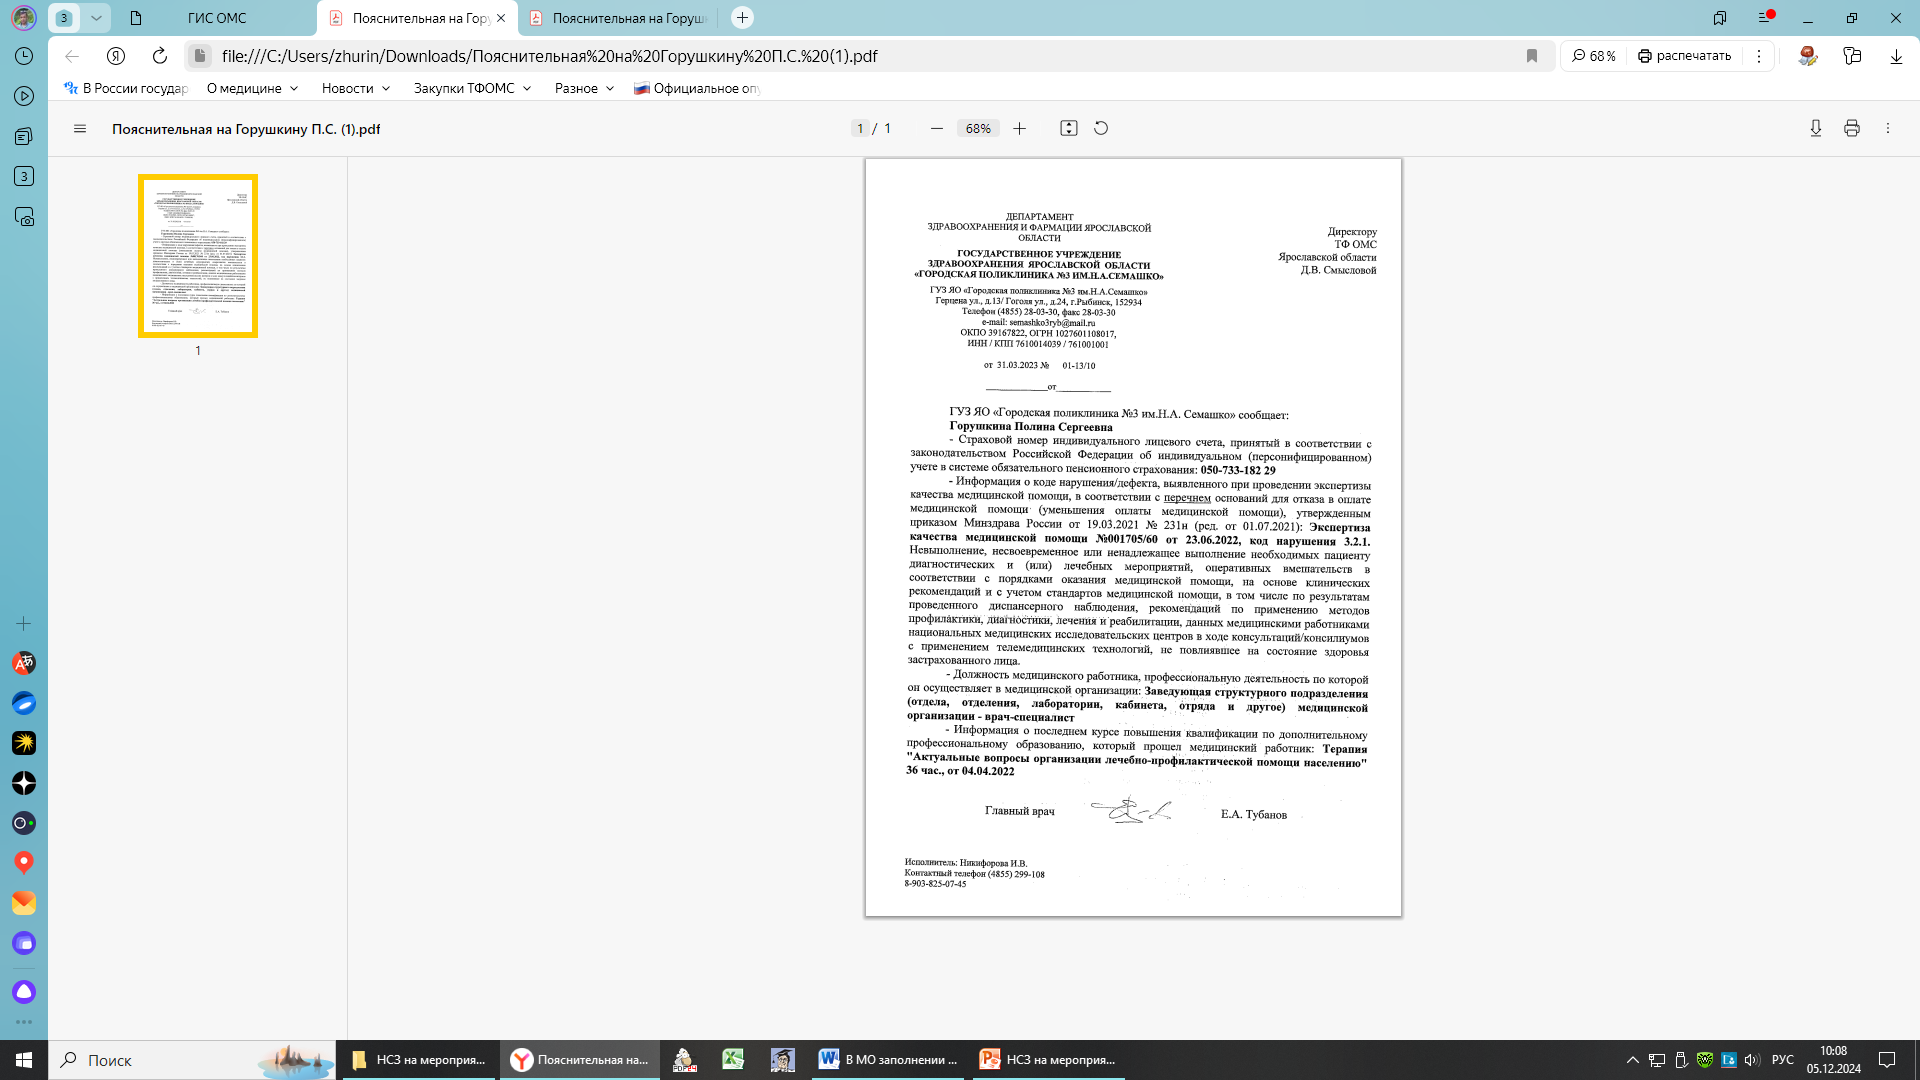 3
ГИС ОМС
Пояснительная на Гору
Пояснительная на Горуш
file:///C:/Users/zhurin/Downloads/Пояснительная%20на%20Горушкину%20П.С.%20(1).pdf
68%
распечатать
В России государ
О медицине
Новости
Закупки ТФОМС
Разное
Официальное опу
Пояснительная на Горушкину П.С. (1).pdf
1 / 1
68%
3
1
ДЕПАРТАМЕНТ
ЗДРАВООХРАНЕНИЯ И ФАРМАЦИИ ЯРОСЛАВСКОЙ
ОБЛАСТИ
ГОСУДАРСТВЕННОЕ УЧРЕЖДЕНИЕ
ЗДРАВООХРАНЕНИЯ ЯРОСЛАВСКОЙ ОБЛАСТИ
«ГОРОДСКАЯ ПОЛИКЛИНИКА №3 ИМ.Н.А.СЕМАШКО»
ГУЗ ЯО «Городская поликлиника №3 им.Н.А.Семашко»
Герцена ул., д.13/ Гоголя ул., д.24, г.Рыбинск, 152934
Телефон (4855) 28-03-30, факс 28-03-30
e-mail: semashko3ryb@mail.ru
ОКПО 39167822, ОГРН 1027601108017,
ИНН / КПП 7610014039 / 761001001
от 31.03.2023 № 01-13/10
____________от___________
Директору
ТФ ОМС
Ярославской области
Д.В. Смысловой
ГУЗ ЯО «Городская поликлиника №3 им.Н.А. Семашко» сообщает:
Горушкина Полина Сергеевна
- Страховой номер индивидуального лицевого счета, принятый в соответствии с
законодательством Российской Федерации об индивидуальном (персонифицированном)
учете в системе обязательного пенсионного страхования: 050-733-182 29
- Информация о коде нарушения/дефекта, выявленного при проведении экспертизы
качества медицинской помощи, в соответствии с перечнем оснований для отказа в оплате
медицинской помощи (уменьшения оплаты медицинской помощи), утвержденным
приказом Минздрава России от 19.03.2021 № 231н (ред. от 01.07.2021): Экспертиза
качества медицинской помощи №001705/60 от 23.06.2022, код нарушения 3.2.1.
Невыполнение, несвоевременное или ненадлежащее выполнение необходимых пациенту
диагностических и (или) лечебных мероприятий, оперативных вмешательств в
соответствии с порядками оказания медицинской помощи, на основе клинических
рекомендаций и с учетом стандартов медицинской помощи, в том числе по результатам
проведенного диспансерного наблюдения, рекомендаций по применению методов
профилактики, диагностики, лечения и реабилитации, данных медицинскими работниками
национальных медицинских исследовательских центров в ходе консультаций/консилиумов
с применением телемедицинских технологий, не повлиявшее на состояние здоровья
застрахованного лица.
- Должность медицинского работника, профессиональную деятельность по которой
он осуществляет в медицинской организации: Заведующая структурного подразделения
(отдела, отделения, лаборатории, кабинета, отряда и другое) медицинской
организации - врач-специалист
- Информация о последнем курсе повышения квалификации по дополнительному
профессиональному образованию, который прошел медицинский работник: Терапия
"Актуальные вопросы организации лечебно-профилактической помощи населению"
36 час., от 04.04.2022
Главный врач Е.А. Тубанов
Исполнитель: Никифорова И.В.
Контактный телефон (4855) 299-108
8-903-825-07-45
Поиск
НСЗ на мероприя...
Пояснительная на...
PDF24
В МО заполнении ...
НСЗ на мероприя...
РУС
10:08
05.12.2024